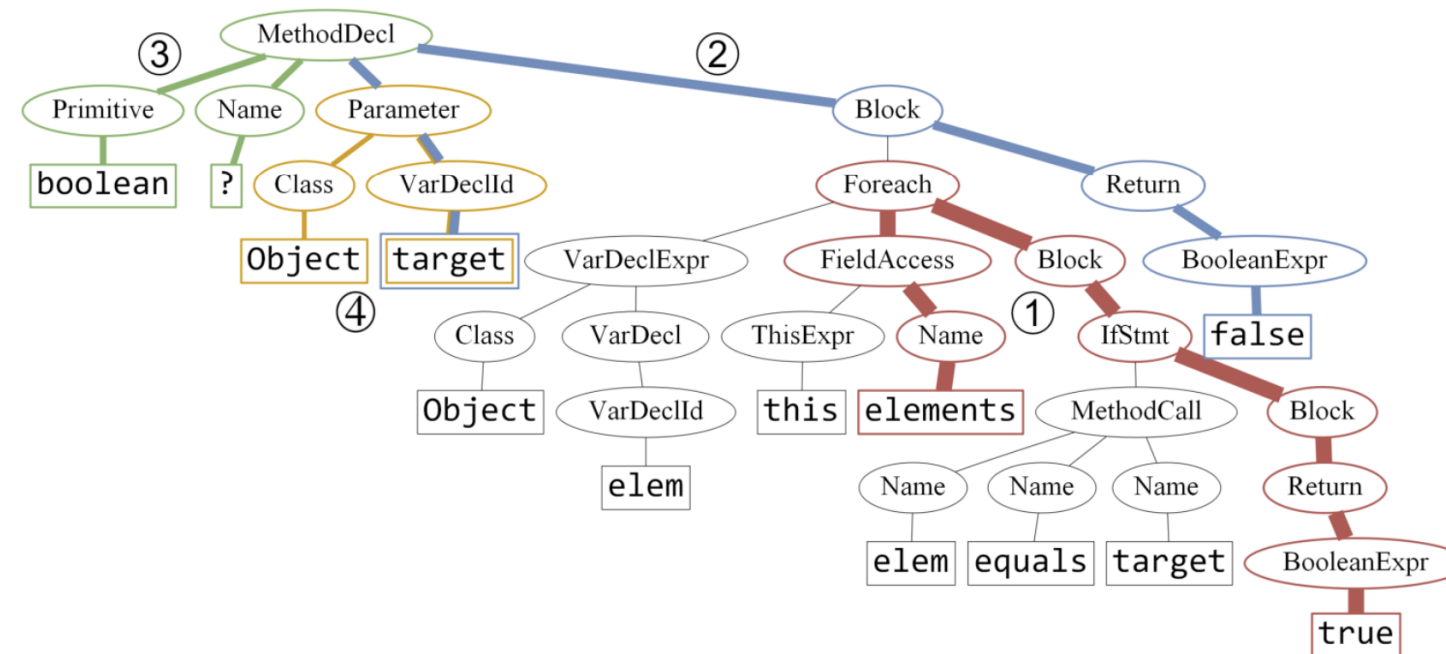 MethodDecl
③
②
Primitive
Name
Parameter
Block
boolean
?
Class
VarDeclId
Foreach
Return
Object
target
VarDeclExpr
FieldAccess
Block
BooleanExpr
④
①
Class
VarDecl
ThisExpr
Name
IfStmt
false
Object
VarDeclId
this
elements
MethodCall
Block
elem
Name
Name
Name
Return
elem
equals
target
BooleanExpr
true